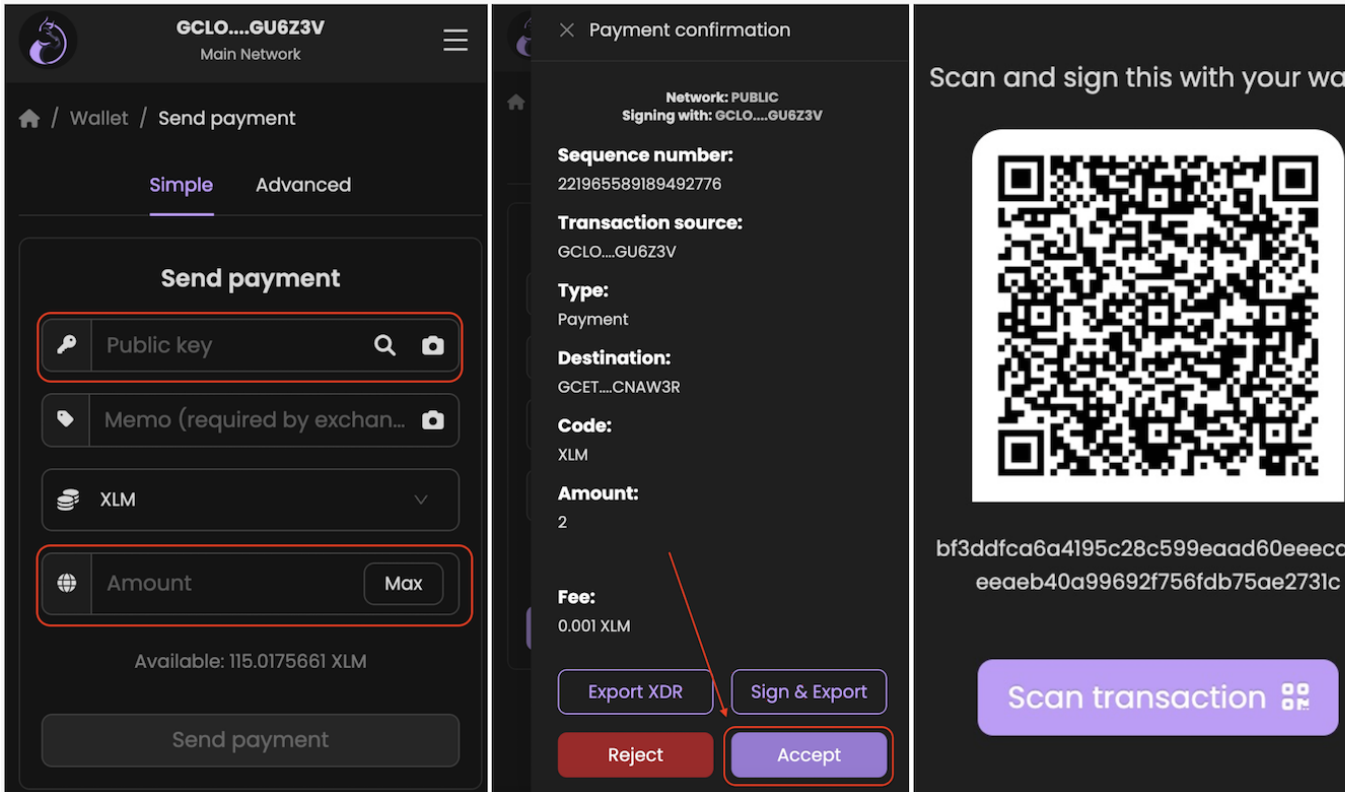 GCLO....GU6Z3V
Main Network
/ Wallet / Send payment
Simple Advanced
Send payment
Public key
Memo (required by exchan...
XLM
Amount Max
Available: 115.0175661 XLM
Send payment
Payment confirmation
Network: PUBLIC
Signing with: GCLO....GU6Z3V
Sequence number:
221965589189492776
Transaction source:
GCLO....GU6Z3V
Type:
Payment
Destination:
GCET....CNAW3R
Code:
XLM
Amount:
2
Fee:
0.001 XLM
Export XDR Sign & Export
Reject Accept
Scan and sign this with your wa
bf3ddfca6a4195c28c599eaad60eeec
eeaeb40a99692f756fdb75ae2731c
Scan transaction